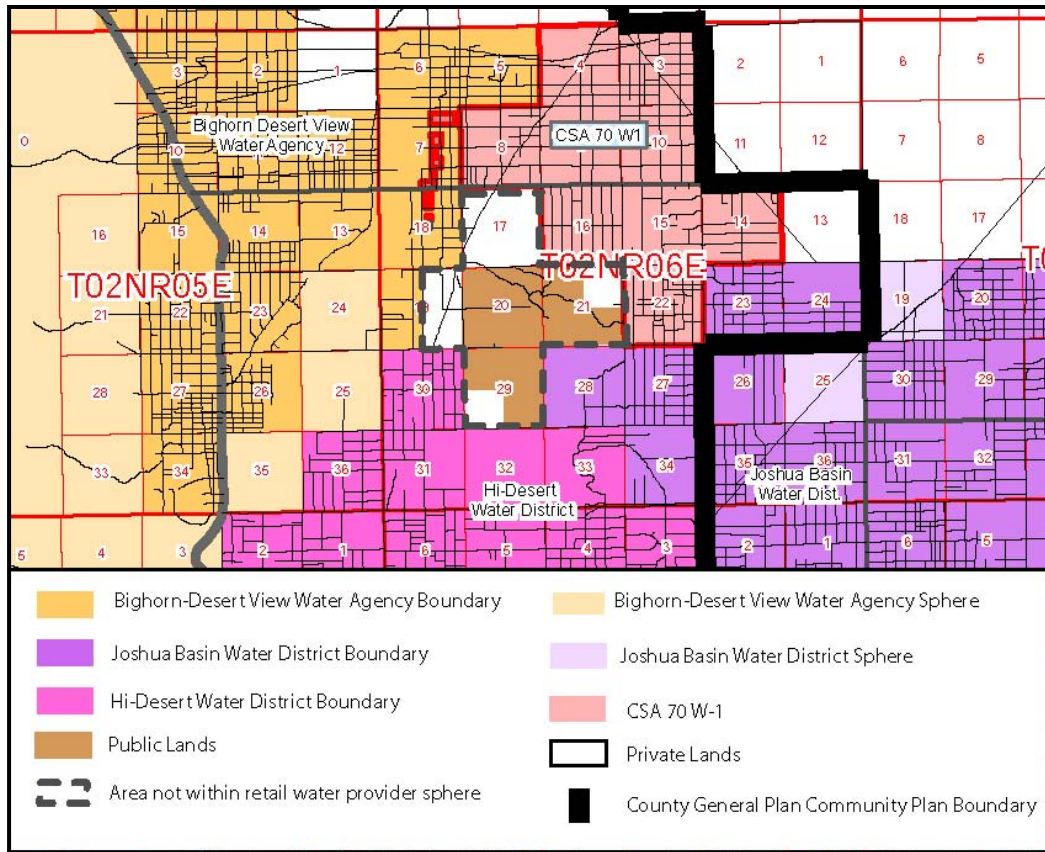 3 2 1 6 5 4 3 2 1 6 5
Bighorn Desert View
Water Agency
CSA 70 W1
0 10 12 7 8 10 11 12 7 8
16 15 14 13 18 17 16 15 14 13 18 17
T02NR05E
T02NR06E
T0
21 22 23 24 20 21 22 23 24 19 20
28 27 26 25 30 29 28 27 26 25 30 29
33 34 35 36 31 32 33 34 35 36 31 32
Hi-Desert
Water District
Joshua Basin
Water Dist.
5 4 3 2 1 6 5 4 3 2 1 6 5
Bighorn-Desert View Water Agency Boundary
Bighorn-Desert View Water Agency Sphere
Joshua Basin Water District Boundary
Joshua Basin Water District Sphere
Hi-Desert Water District Boundary
CSA 70 W-1
Public Lands
Private Lands
Area not within retail water provider sphere
County General Plan Community Plan Boundary